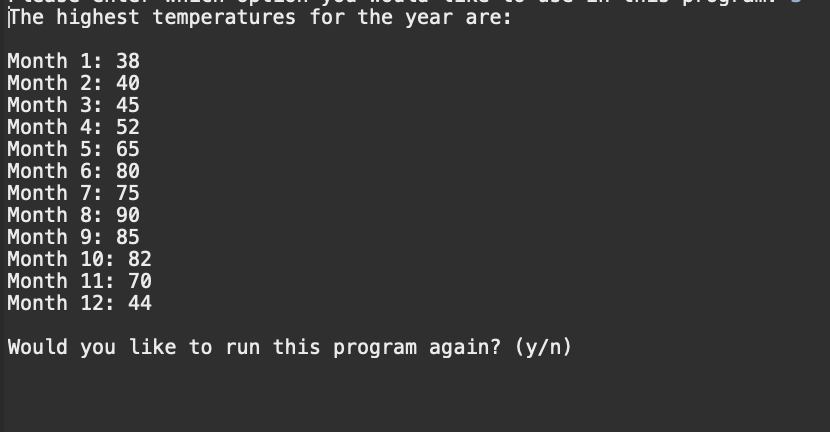 The highest temperatures for the year are:
Month 1: 38
Month 2: 40
Month 3: 45
Month 4: 52
Month 5: 65
Month 6: 80
Month 7: 75
Month 8: 90
Month 9: 85
Month 10: 82
Month 11: 70
Month 12: 44
Would you like to run this program again? (y/n)